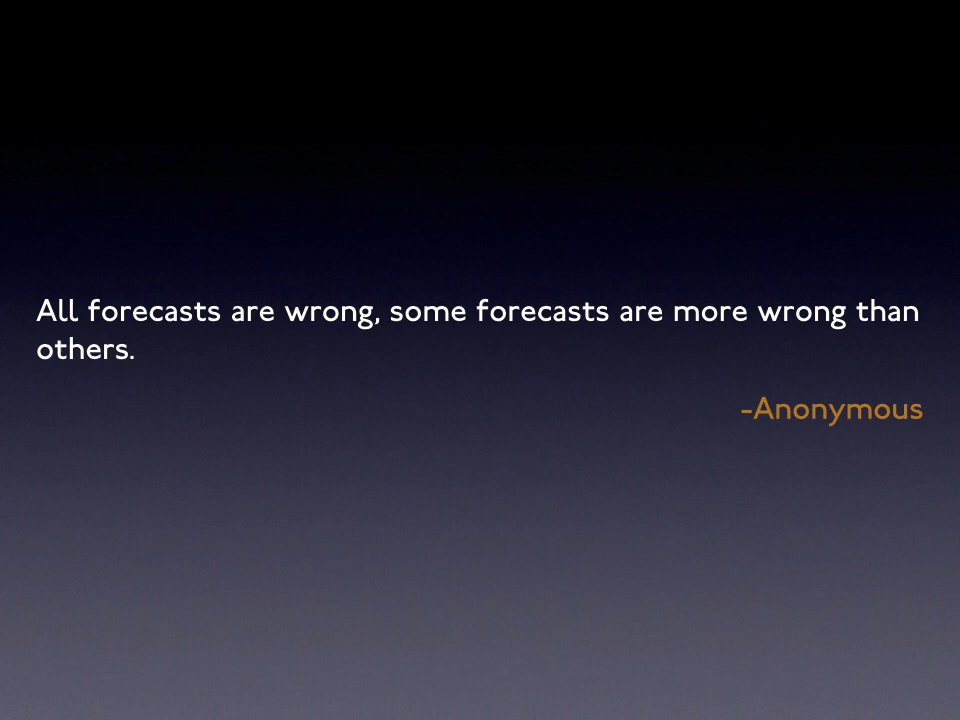 All forecasts are wrong, some forecasts are more wrong than
others.
-Anonymous